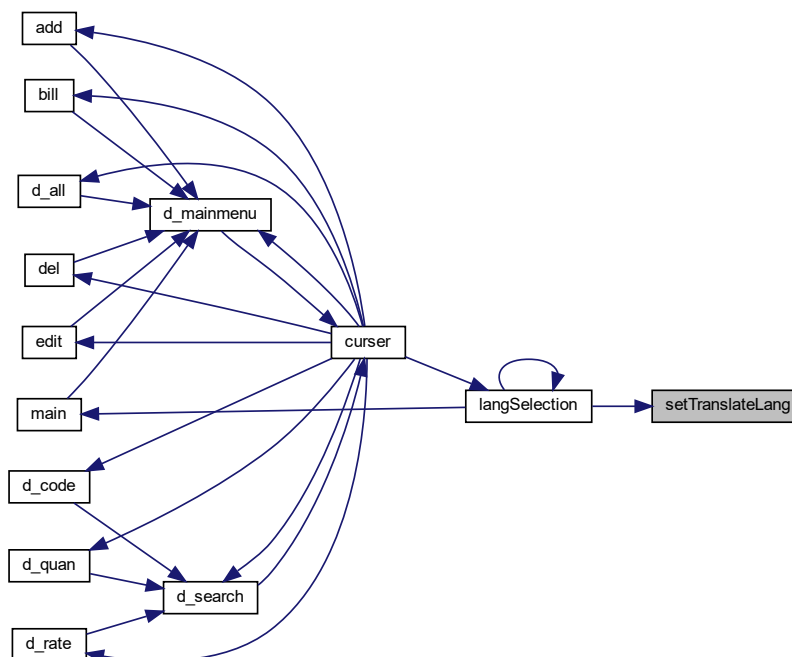 add
bill
d_all
d_mainmenu
del
edit
curser
main
langSelection
setTranslateLang
d_code
d_quan
d_search
d_rate